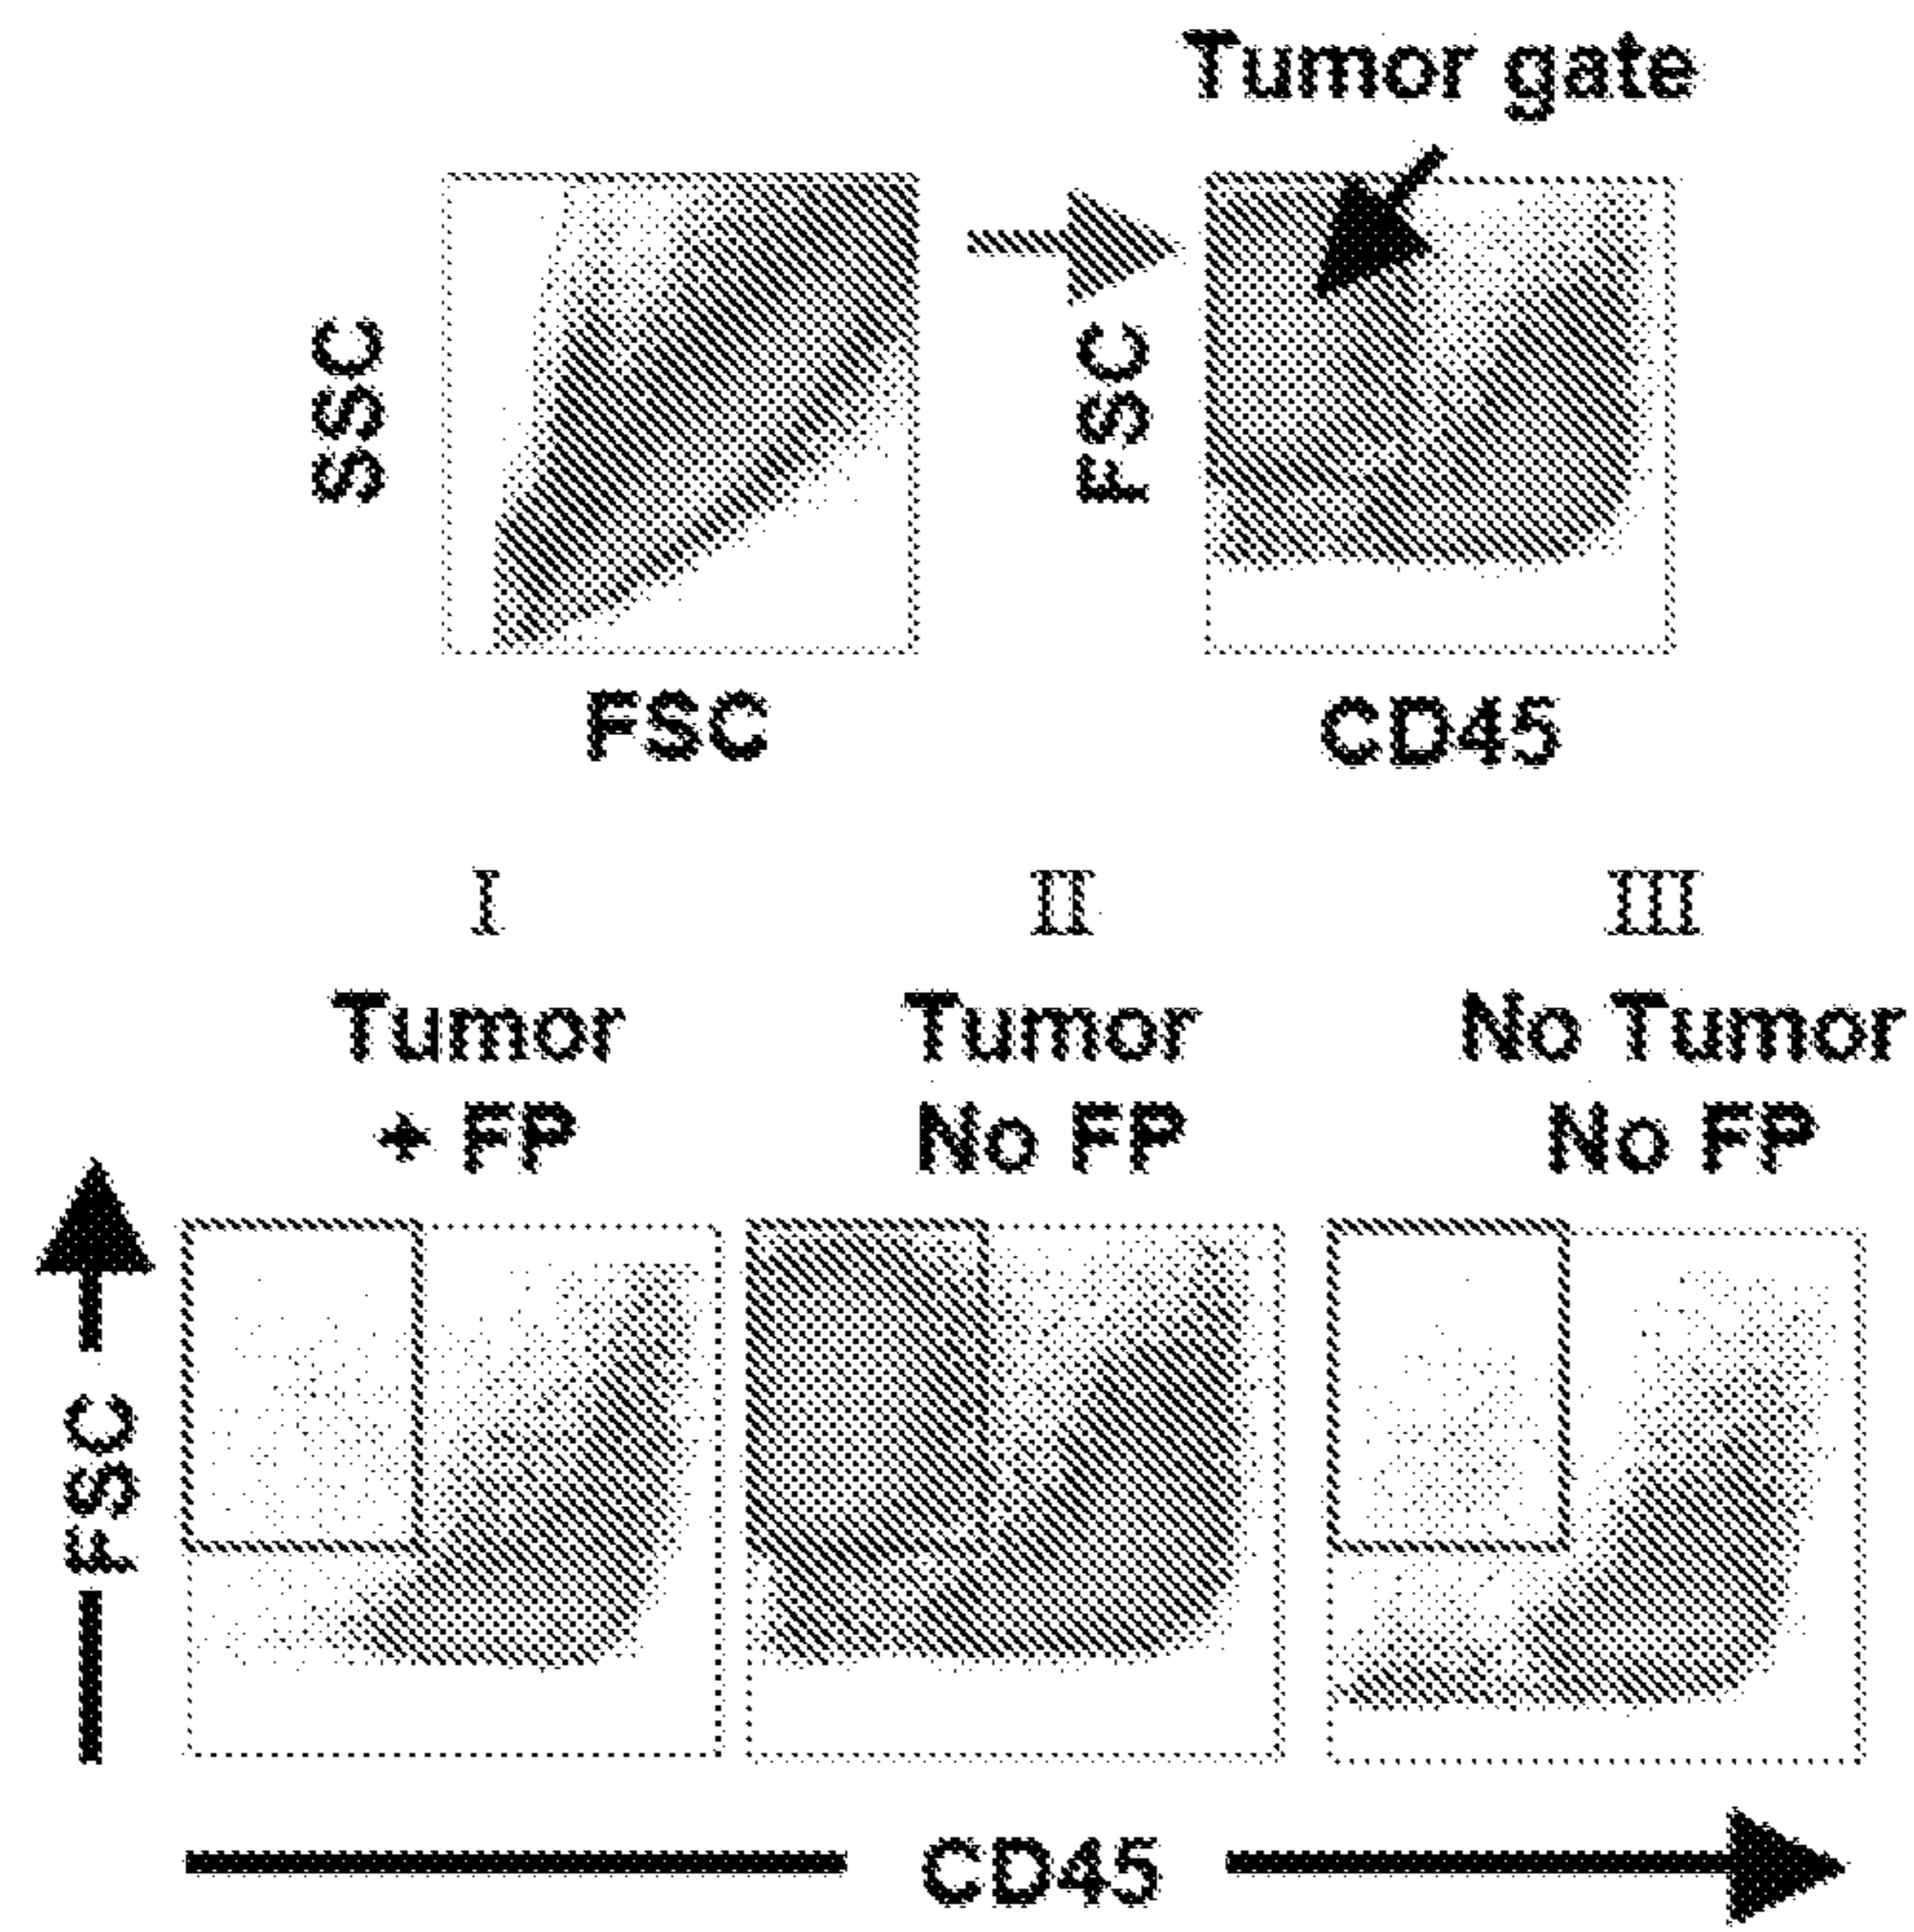 Tumor gate
SSC
FSC
FSC
CD45
I
II
III
Tumor
+ FP
Tumor
No FP
No Tumor
No FP
FSC
CD45